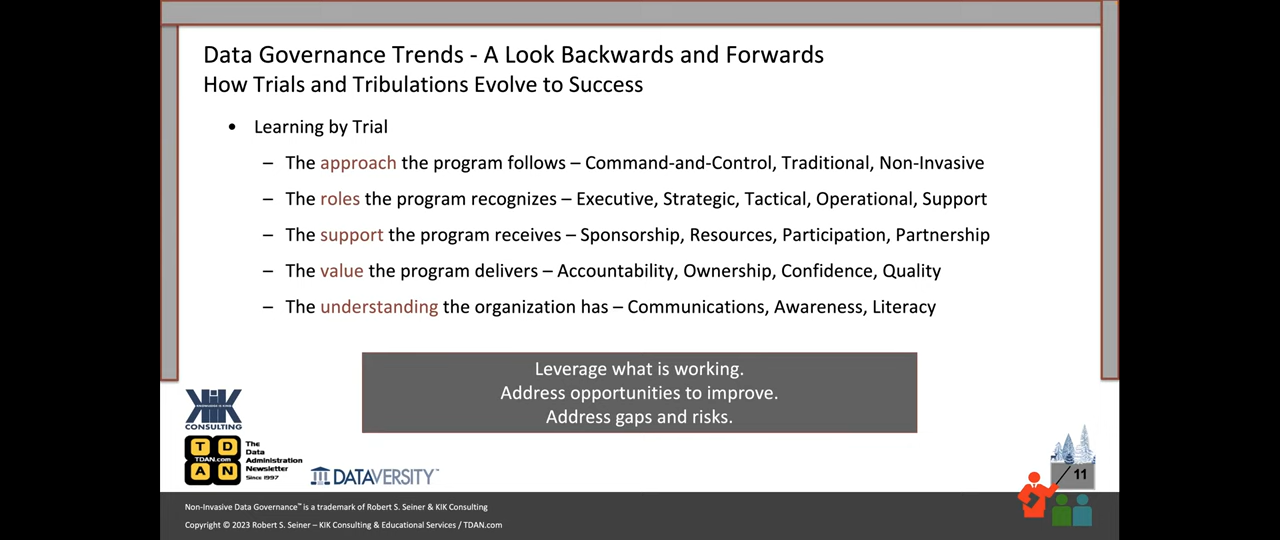 Data Governance Trends - A Look Backwards and Forwards
How Trials and Tribulations Evolve to Success
• Learning by Trial
– The approach the program follows – Command-and-Control, Traditional, Non-Invasive
– The roles the program recognizes – Executive, Strategic, Tactical, Operational, Support
– The support the program receives – Sponsorship, Resources, Participation, Partnership
– The value the program delivers – Accountability, Ownership, Confidence, Quality
– The understanding the organization has – Communications, Awareness, Literacy
Leverage what is working.
Address opportunities to improve.
Address gaps and risks.
KIK
CONSULTING
T D
TDAN.com
A N
The
Data
Administration
Newsletter
Since 1997
DATAVERSITY™
11
Non-Invasive Data Governance™ is a trademark of Robert S. Seiner & KIK Consulting
Copyright © 2023 Robert S. Seiner – KIK Consulting & Educational Services / TDAN.com